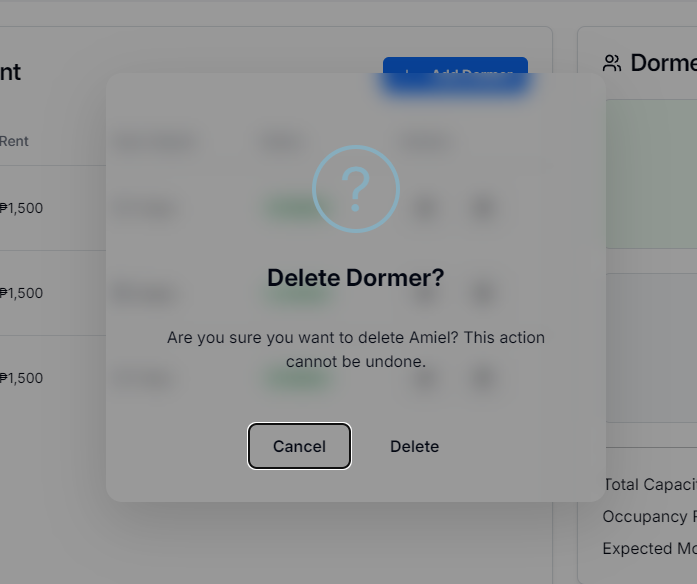 nt
Add Dormer
Dorme
Rent
₱1,500
₱1,500
₱1,500
?
Delete Dormer?
Are you sure you want to delete Amiel? This action
cannot be undone.
Cancel
Delete
Total Capaci
Occupancy R
Expected Mo